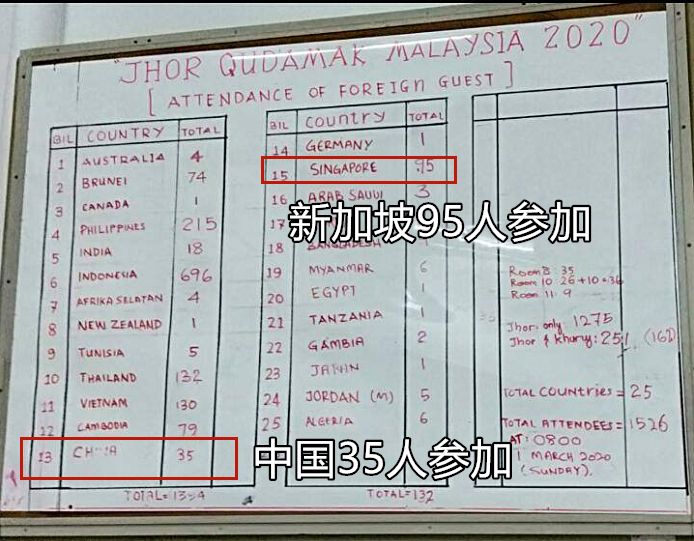 "JHOR QUDAMAK MALAYSIA 2020"
[ ATTENDANCE OF FOREIGN GUEST ]
BIL COUNTRY TOTAL
1 AUSTRALIA 4
2 BRUNEI 74
3 CANADA 1
4 PHILIPPINES 215
5 INDIA 18
6 INDONESIA 696
7 AFRIKA SELATAN 4
8 NEW ZEALAND 1
9 TUNISIA 5
10 THAILAND 132
11 VIETNAM 130
12 CAMBODIA 79
13 CHINA 35
TOTAL=1394
BIL COUNTRY TOTAL
14 GERMANY 1
15 SINGAPORE 95
16 ARAB SAUDI 3
17
新加坡95人参加
18 BANGLADESH
19 MYANMAR 6
20 EGYPT 1
21 TANZANIA 1
22 GAMBIA 2
23 JAPAN 1
24 JORDAN (M) 5
25 ALGERIA 6
中国35人参加
TOTAL=132
Room 8: 35
Room 10: 26+10=36
Room 11: 9
Jhor: only 1275
Jhor & khuruj: 251 (162)
TOTAL COUNTRIES = 25
TOTAL ATTENDEES = 1526
AT: 0800
1 MARCH 2020
(SUNDAY).